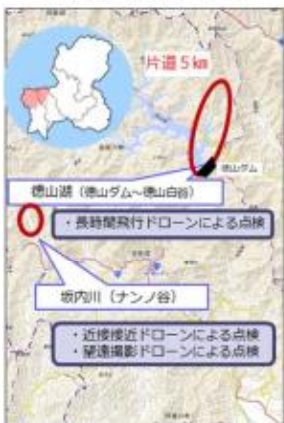 片道5km
徳山ダム
徳山湖(徳山ダム~徳山白谷)
・長時間飛行ドローンによる点検
坂内川(ナンノ谷)
・近接接近ドローンによる点検
・望遠撮影ドローンによる点検